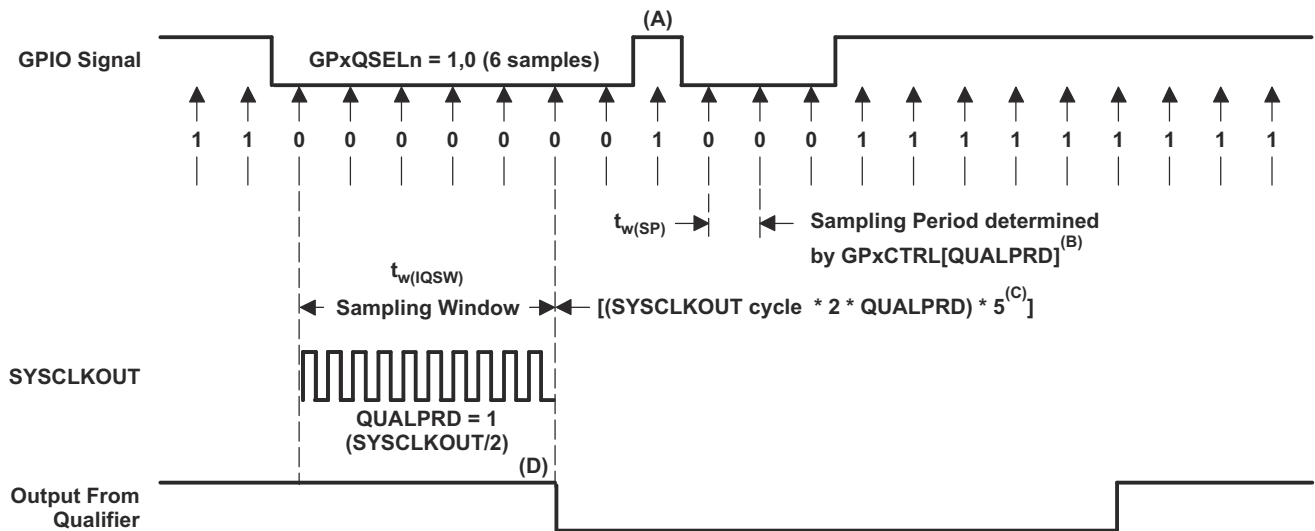 (A)
GPIO Signal
GPxQSELn = 1,0 (6 samples)
1 1 0 0 0 0 0 0 0 1 0 0 0 1 1 1 1 1 1 1 1 1
tw(SP)
Sampling Period determined
by GPxCTRL[QUALPRD](B)
tw(IQSW)
Sampling Window
[(SYSCLKOUT cycle * 2 * QUALPRD) * 5(C)]
SYSCLKOUT
QUALPRD = 1
(SYSCLKOUT/2)
(D)
Output From
Qualifier